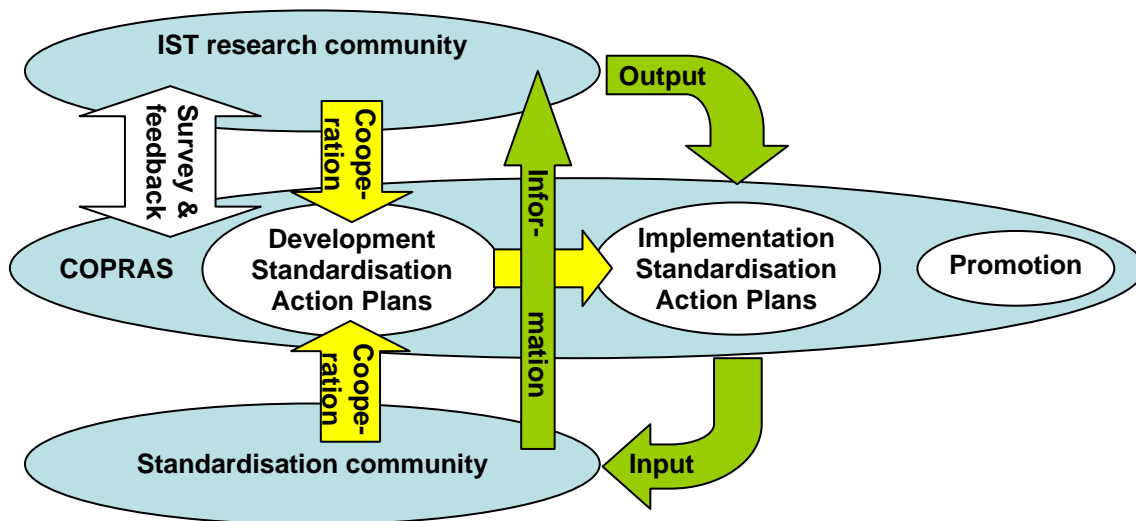 IST research community
Output
Survey &
feedback
Coope-
ration
Infor-
mation
COPRAS
Development
Standardisation
Action Plans
Implementation
Standardisation
Action Plans
Promotion
Coope-
ration
Standardisation community
Input